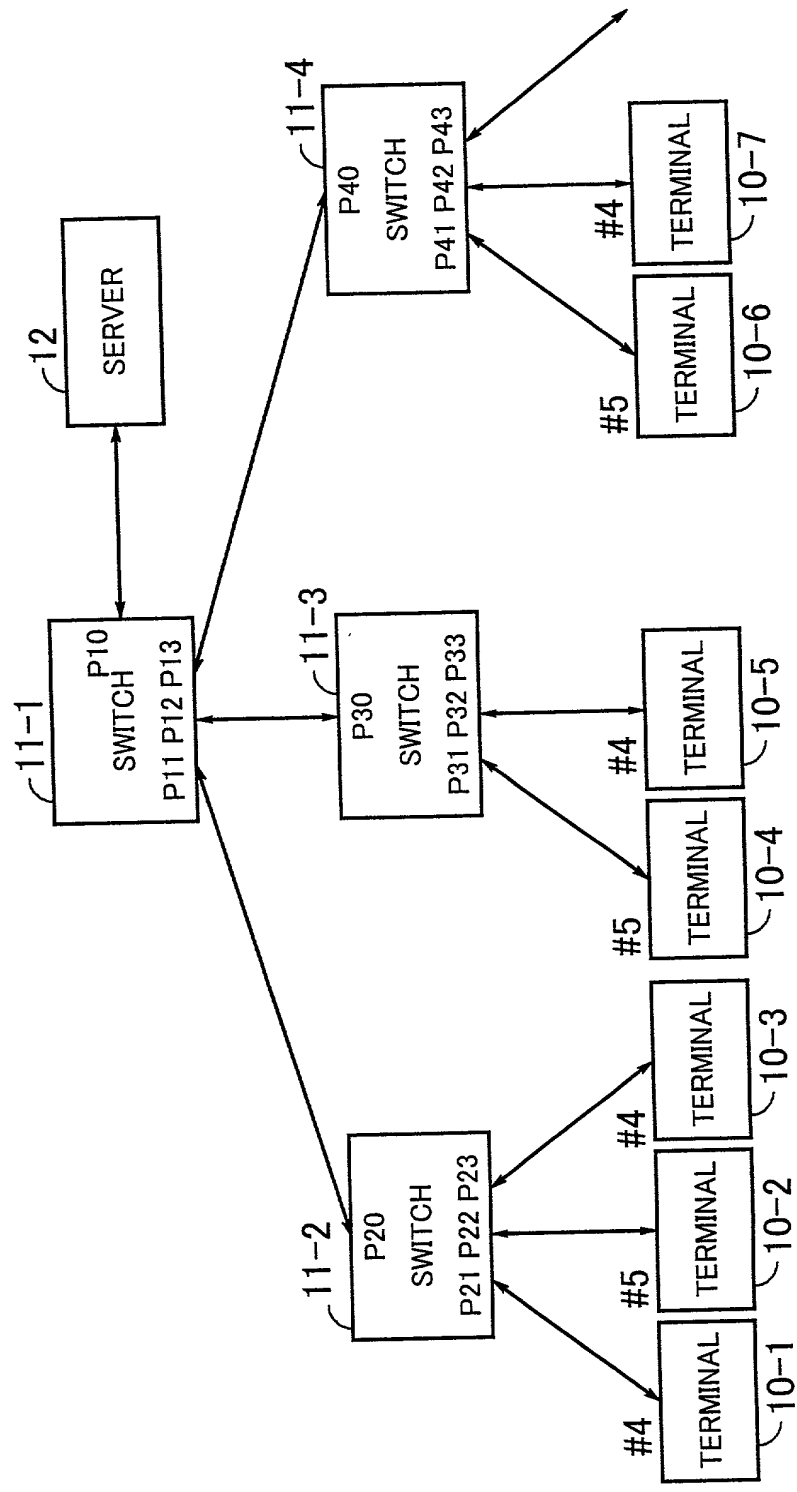 12
SERVER
11-1
P10
SWITCH
P11 P12 P13
11-2
P20
SWITCH
P21 P22 P23
11-3
P30
SWITCH
P31 P32 P33
11-4
P40
SWITCH
P41 P42 P43
#4
TERMINAL
10-1
#5
TERMINAL
10-2
#4
TERMINAL
10-3
#5
TERMINAL
10-4
#4
TERMINAL
10-5
#5
TERMINAL
10-6
#4
TERMINAL
10-7